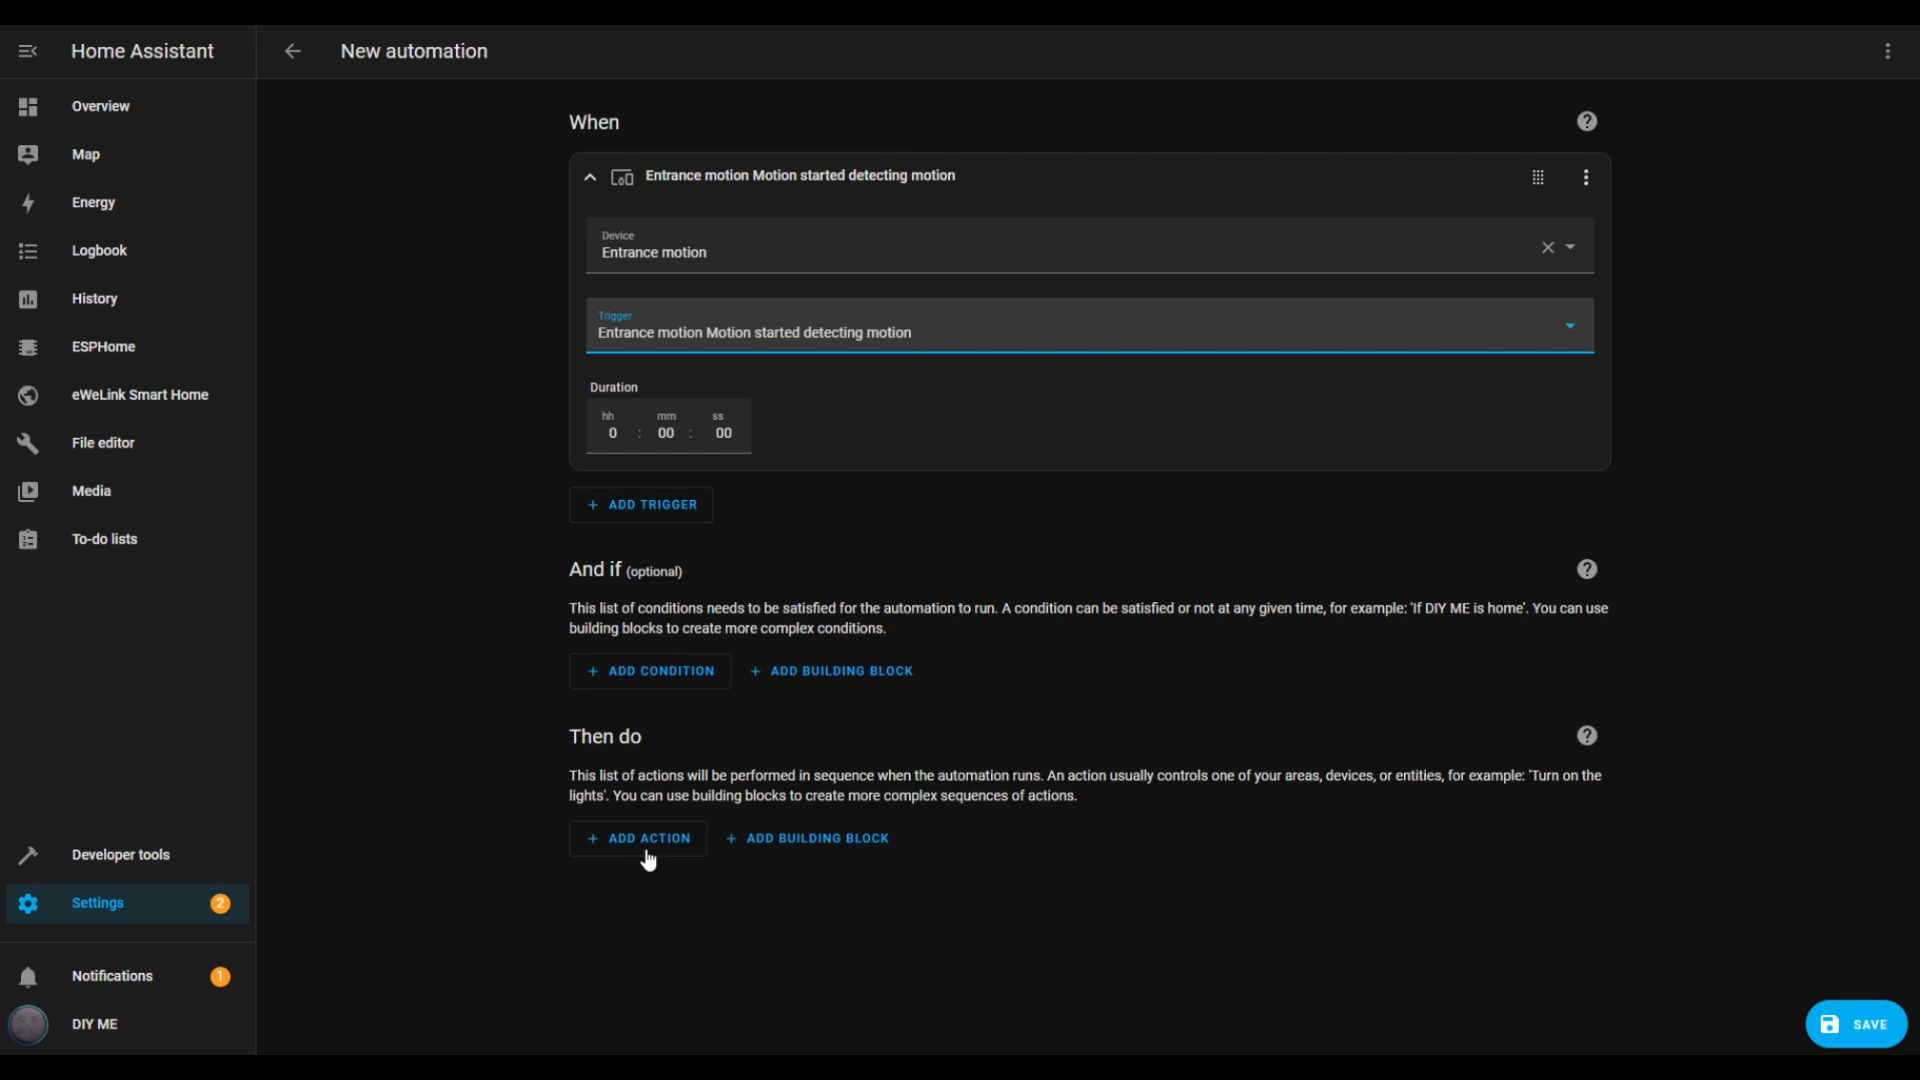 Home Assistant
New automation
Overview
Map
Energy
Logbook
History
ESPHome
eWeLink Smart Home
File editor
Media
To-do lists
Developer tools
Settings 2
Notifications 1
DIY ME
When
Entrance motion Motion started detecting motion
Device
Entrance motion
Trigger
Entrance motion Motion started detecting motion
Duration
hh mm ss
0 : 00 : 00
+ ADD TRIGGER
And if (optional)
This list of conditions needs to be satisfied for the automation to run. A condition can be satisfied or not at any given time, for example: 'If DIY ME is home'. You can use
building blocks to create more complex conditions.
+ ADD CONDITION + ADD BUILDING BLOCK
Then do
This list of actions will be performed in sequence when the automation runs. An action usually controls one of your areas, devices, or entities, for example: 'Turn on the
lights'. You can use building blocks to create more complex sequences of actions.
+ ADD ACTION + ADD BUILDING BLOCK
SAVE